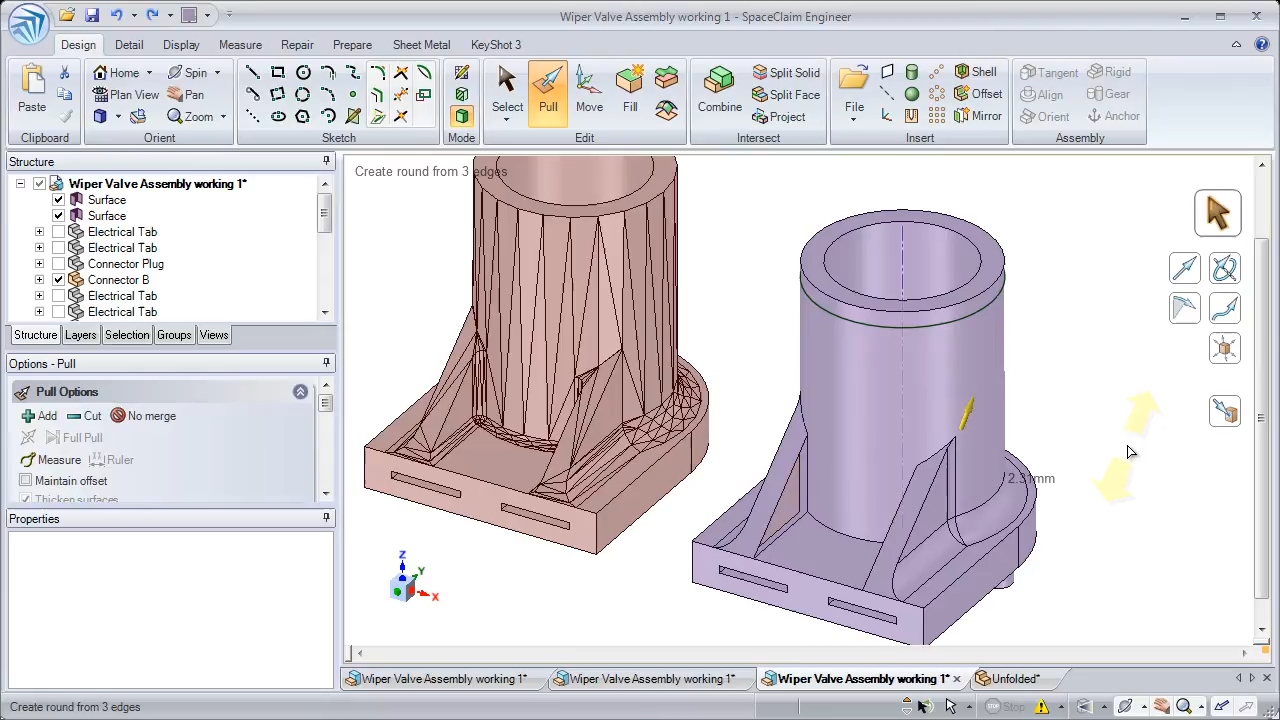 Wiper Valve Assembly working 1 - SpaceClaim Engineer
Design Detail Display Measure Repair Prepare Sheet Metal KeyShot 3
Paste
Clipboard
Home Spin
Plan View Pan
Zoom
Orient
Sketch
Mode
Select Pull Move Fill
Edit
Combine
Split Solid
Split Face
Project
Intersect
File
Shell
Offset
Mirror
Insert
Tangent Rigid
Align Gear
Orient Anchor
Assembly
Structure
Wiper Valve Assembly working 1*
Surface
Surface
Electrical Tab
Electrical Tab
Connector Plug
Connector B
Electrical Tab
Electrical Tab
Structure Layers Selection Groups Views
Options - Pull
Pull Options
Add Cut No merge
Full Pull
Measure Ruler
Maintain offset
Thicken surfaces
Properties
Create round from 3 edges
2.31mm
Z
Y
X
Wiper Valve Assembly working 1* Wiper Valve Assembly working 1* Wiper Valve Assembly working 1* Unfolded*
Create round from 3 edges
Stop